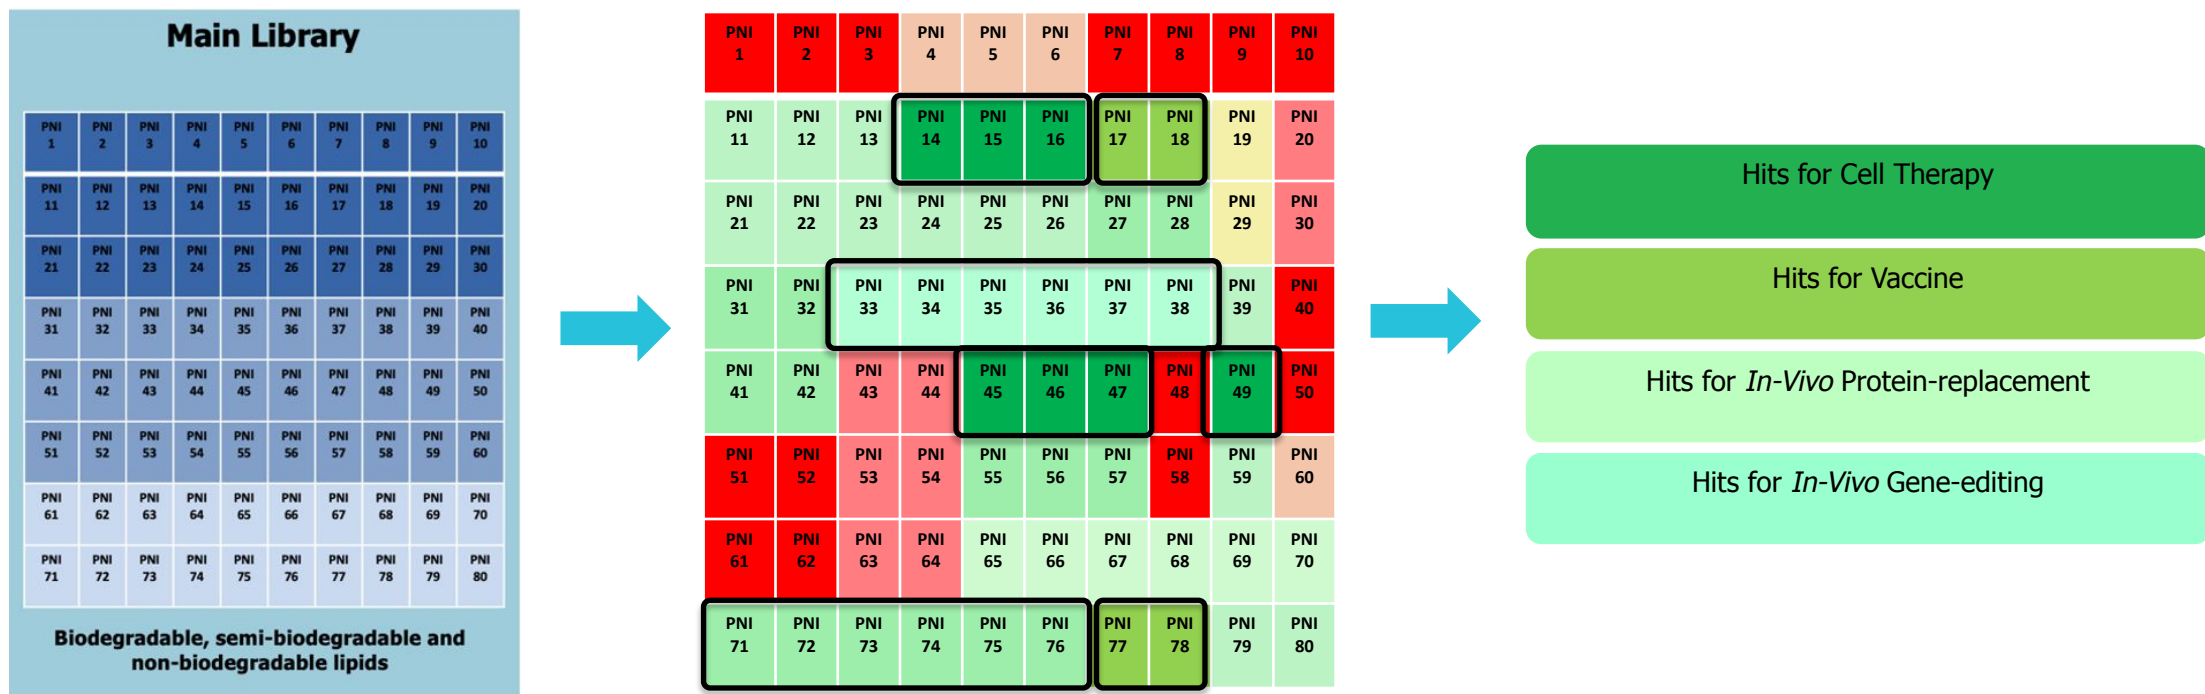 Main Library
PNI PNI PNI PNI PNI PNI PNI PNI PNI PNI
1 2 3 4 5 6 7 8 9 10
PNI PNI PNI PNI PNI PNI PNI PNI PNI PNI
11 12 13 14 15 16 17 18 19 20
PNI PNI PNI PNI PNI PNI PNI PNI PNI PNI
21 22 23 24 25 26 27 28 29 30
PNI PNI PNI PNI PNI PNI PNI PNI PNI PNI
31 32 33 34 35 36 37 38 39 40
PNI PNI PNI PNI PNI PNI PNI PNI PNI PNI
41 42 43 44 45 46 47 48 49 50
PNI PNI PNI PNI PNI PNI PNI PNI PNI PNI
51 52 53 54 55 56 57 58 59 60
PNI PNI PNI PNI PNI PNI PNI PNI PNI PNI
61 62 63 64 65 66 67 68 69 70
PNI PNI PNI PNI PNI PNI PNI PNI PNI PNI
71 72 73 74 75 76 77 78 79 80
Biodegradable, semi-biodegradable and
non-biodegradable lipids
PNI PNI PNI PNI PNI PNI PNI PNI PNI PNI
1 2 3 4 5 6 7 8 9 10
PNI PNI PNI PNI PNI PNI PNI PNI PNI PNI
11 12 13 14 15 16 17 18 19 20
PNI PNI PNI PNI PNI PNI PNI PNI PNI PNI
21 22 23 24 25 26 27 28 29 30
PNI PNI PNI PNI PNI PNI PNI PNI PNI PNI
31 32 33 34 35 36 37 38 39 40
PNI PNI PNI PNI PNI PNI PNI PNI PNI PNI
41 42 43 44 45 46 47 48 49 50
PNI PNI PNI PNI PNI PNI PNI PNI PNI PNI
51 52 53 54 55 56 57 58 59 60
PNI PNI PNI PNI PNI PNI PNI PNI PNI PNI
61 62 63 64 65 66 67 68 69 70
PNI PNI PNI PNI PNI PNI PNI PNI PNI PNI
71 72 73 74 75 76 77 78 79 80
Hits for Cell Therapy
Hits for Vaccine
Hits for In-Vivo Protein-replacement
Hits for In-Vivo Gene-editing